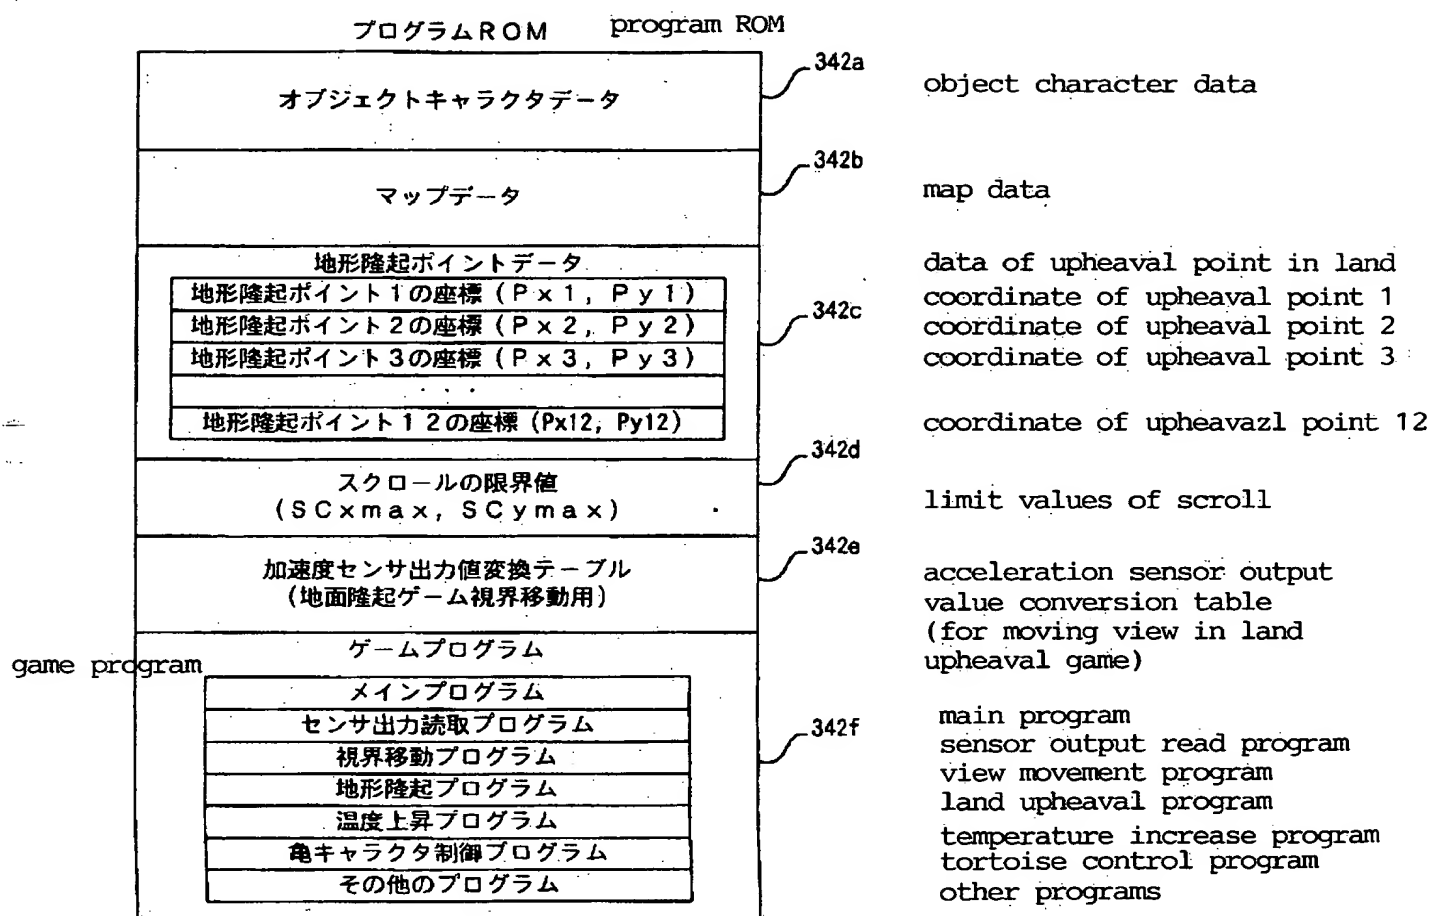 プログラムROM program ROM
オブジェクトキャラクタデータ 342a object character data
マップデータ 342b map data
地形隆起ポイントデータ data of upheaval point in land
地形隆起ポイント1の座標(Px1, Py1) coordinate of upheaval point 1
地形隆起ポイント2の座標(Px2, Py2) 342c coordinate of upheaval point 2
地形隆起ポイント3の座標(Px3, Py3) coordinate of upheaval point 3
・・・
地形隆起ポイント12の座標(Px12, Py12) coordinate of upheavazl point 12
スクロールの限界値 342d
(SCxmax, SCymax) limit values of scroll
加速度センサ出力値変換テーブル 342e acceleration sensor output
(地面隆起ゲーム視界移動用) value conversion table
(for moving view in land
ゲームプログラム upheaval game)
game program
メインプログラム main program
センサ出力読取プログラム 342f sensor output read program
視界移動プログラム view movement program
地形隆起プログラム land upheaval program
温度上昇プログラム temperature increase program
亀キャラクタ制御プログラム tortoise control program
その他のプログラム other programs